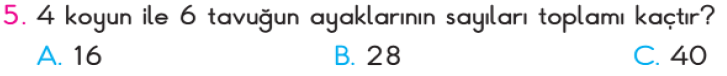 5. 4 koyun ile 6 tavuğun ayaklarının sayıları toplamı kaçtır?
A. 16 B. 28 C. 40